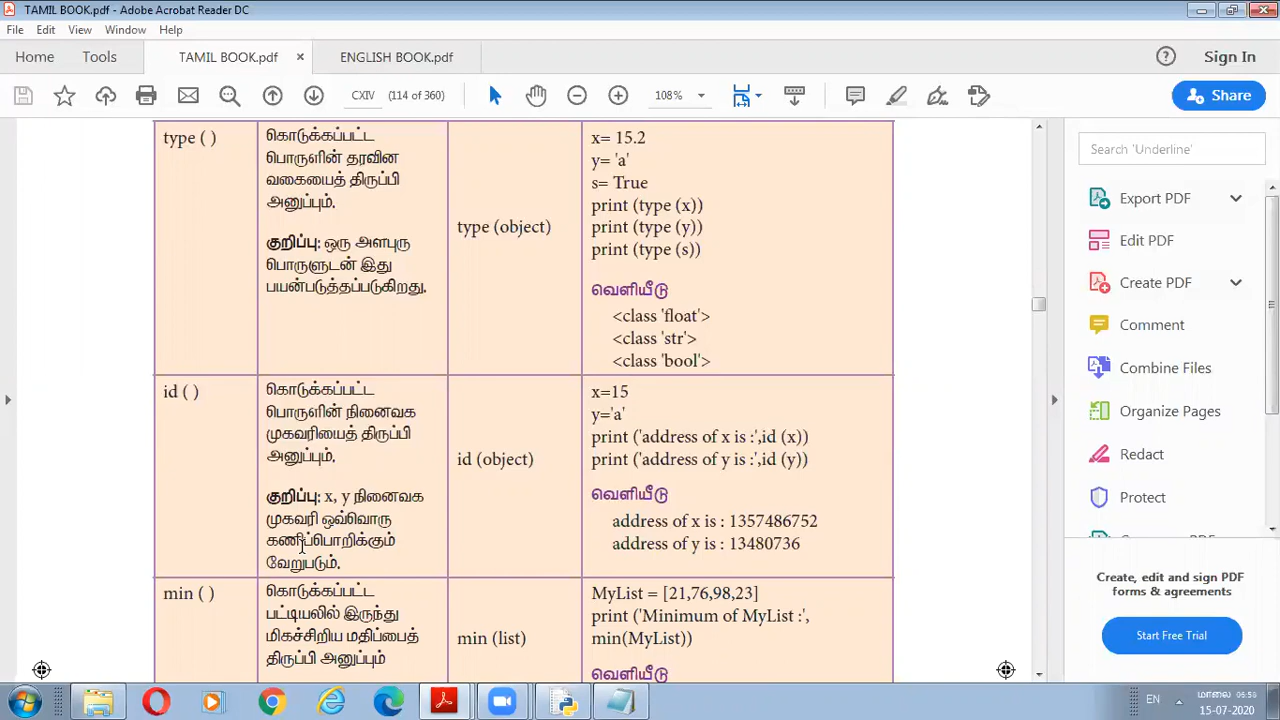 TAMIL BOOK.pdf - Adobe Acrobat Reader DC
File Edit View Window Help
Home Tools TAMIL BOOK.pdf × ENGLISH BOOK.pdf Sign In
CXIV (114 of 360) 108% Share
type ( )
கொடுக்கப்பட்ட
பொருளின் தரவின
வகையைத் திருப்பி
அனுப்பும்.
குறிப்பு: ஒரு அளபுரு
பொருளுடன் இது
பயன்படுத்தப்படுகிறது.
type (object)
x= 15.2
y= 'a'
s= True
print (type (x))
print (type (y))
print (type (s))
வெளியீடு
<class 'float'>
<class 'str'>
<class 'bool'>
id ( )
கொடுக்கப்பட்ட
பொருளின் நினைவக
முகவரியைத் திருப்பி
அனுப்பும்.
குறிப்பு: x, y நினைவக
முகவரி ஒவ்வொரு
கணிப்பொறிக்கும்
வேறுபடும்.
id (object)
x=15
y='a'
print ('address of x is :',id (x))
print ('address of y is :',id (y))
வெளியீடு
address of x is : 1357486752
address of y is : 13480736
min ( )
கொடுக்கப்பட்ட
பட்டியலில் இருந்து
மிகச்சிறிய மதிப்பைத்
திருப்பி அனுப்பும்
min (list)
MyList = [21,76,98,23]
print ('Minimum of MyList :',
min(MyList))
வெளியீடு
Search 'Underline'
Export PDF
Edit PDF
Create PDF
Comment
Combine Files
Organize Pages
Redact
Protect
Create, edit and sign PDF
forms & agreements
Start Free Trial
EN மாலை 06:59
15-07-2020